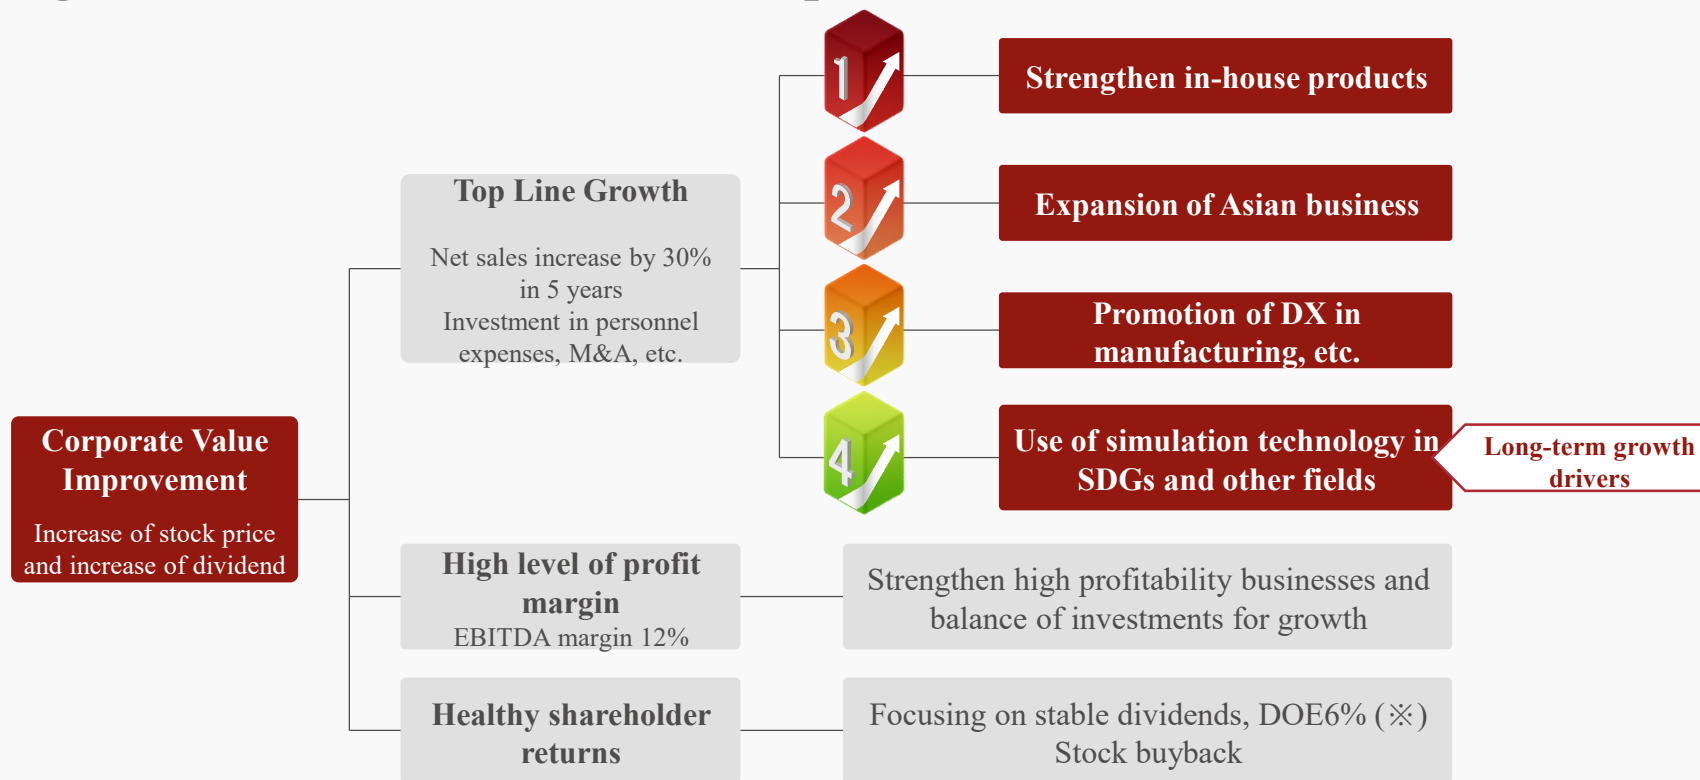 1
Strengthen in-house products
2
Expansion of Asian business
3
Promotion of DX in
manufacturing, etc.
4
Use of simulation technology in
SDGs and other fields
Long-term growth
drivers
Top Line Growth
Net sales increase by 30%
in 5 years
Investment in personnel
expenses, M&A, etc.
Corporate Value
Improvement
Increase of stock price
and increase of dividend
High level of profit
margin
EBITDA margin 12%
Strengthen high profitability businesses and
balance of investments for growth
Healthy shareholder
returns
Focusing on stable dividends, DOE6% (※)
Stock buyback